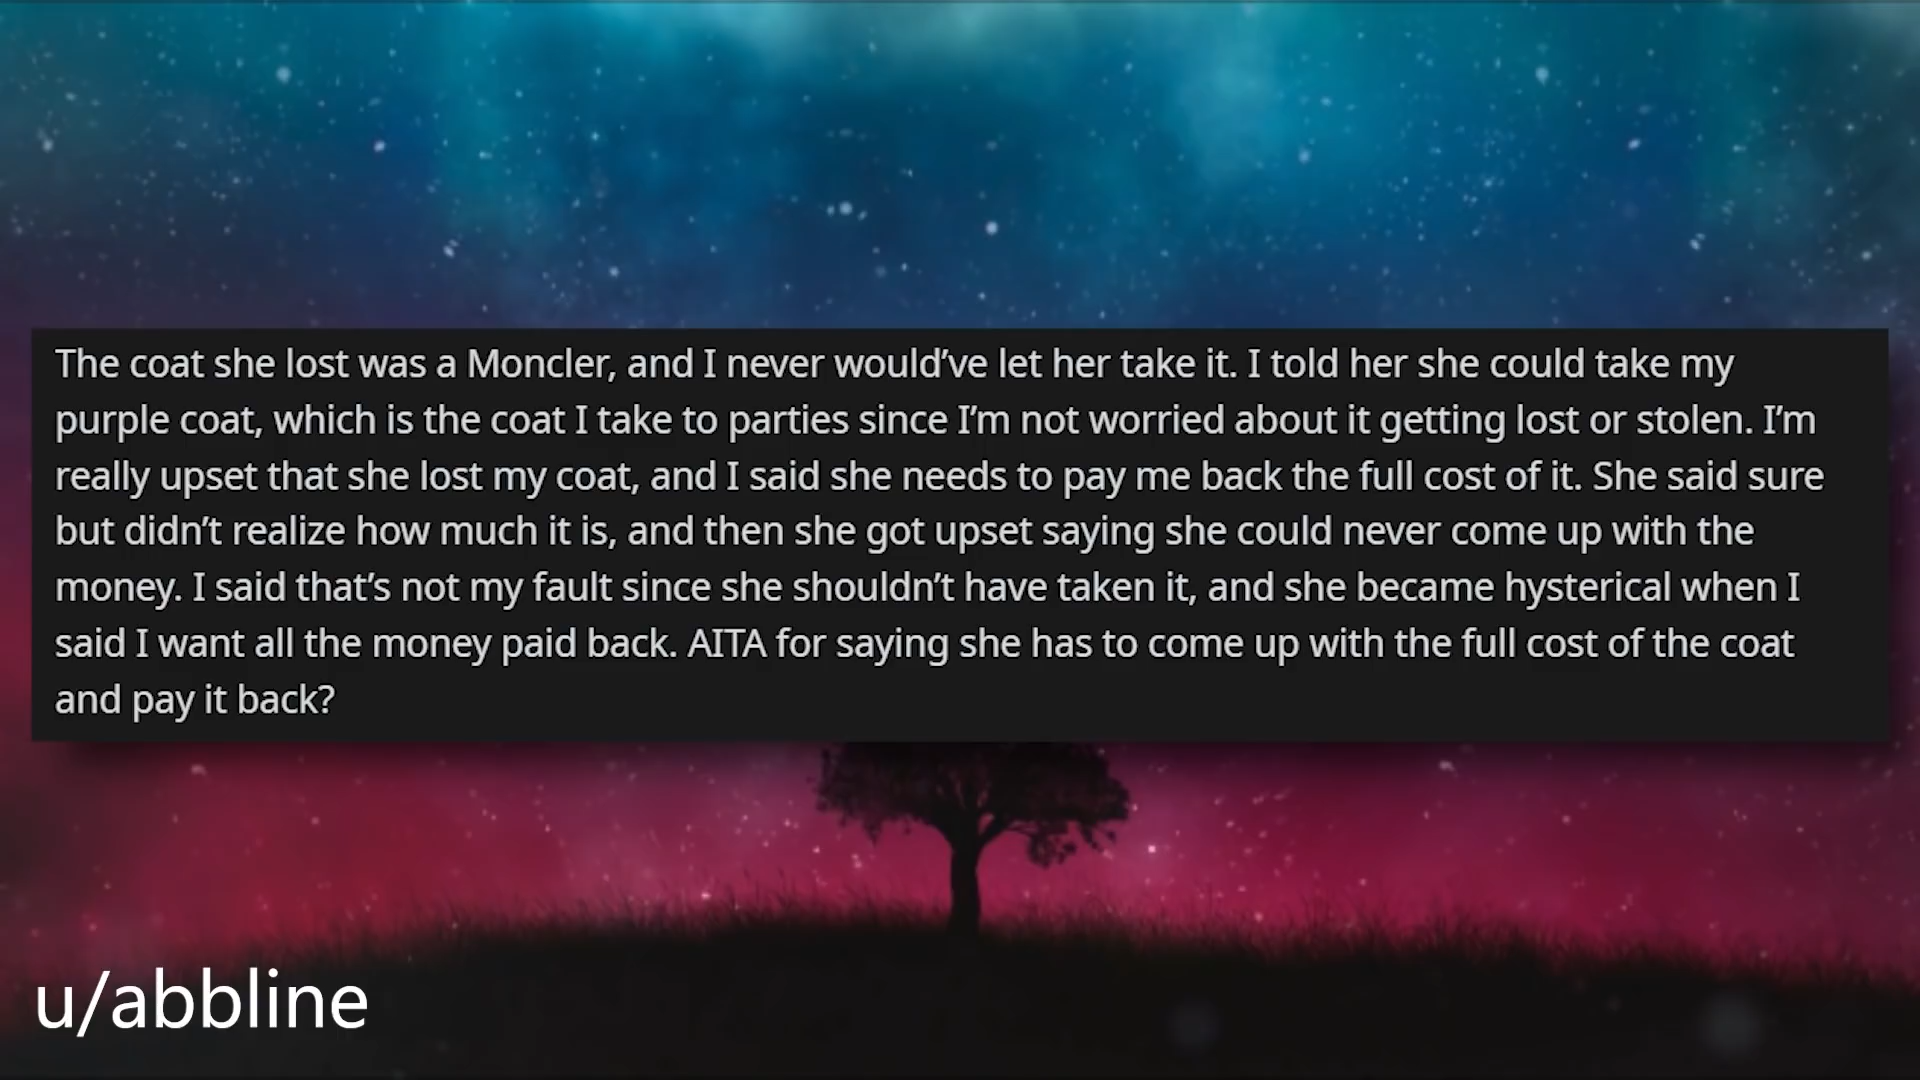 The coat she lost was a Moncler, and I never would’ve let her take it. I told her she could take my
purple coat, which is the coat I take to parties since I’m not worried about it getting lost or stolen. I’m
really upset that she lost my coat, and I said she needs to pay me back the full cost of it. She said sure
but didn’t realize how much it is, and then she got upset saying she could never come up with the
money. I said that’s not my fault since she shouldn’t have taken it, and she became hysterical when I
said I want all the money paid back. AITA for saying she has to come up with the full cost of the coat
and pay it back?
u/abbline